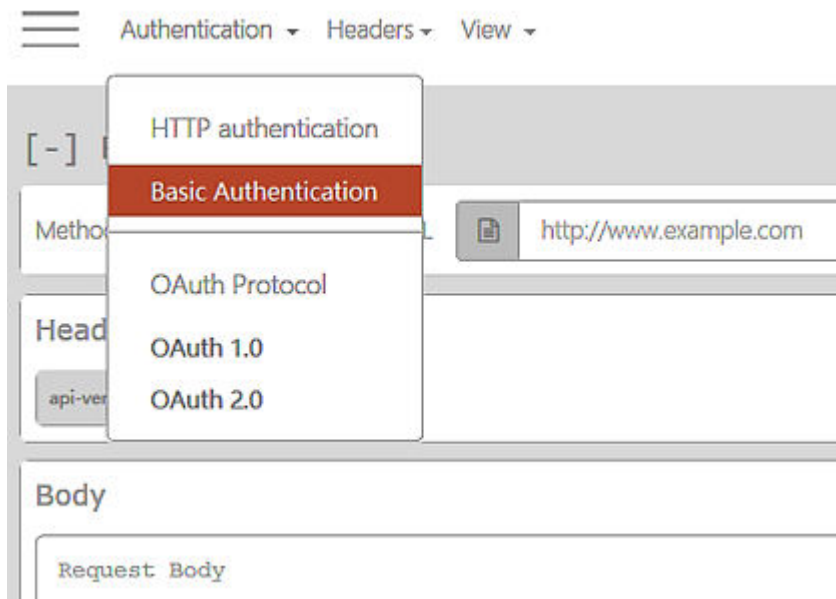 Authentication Headers View
HTTP authentication
[-]
Basic Authentication
http://www.example.com
OAuth Protocol
OAuth 1.0
OAuth 2.0
Body
Request Body